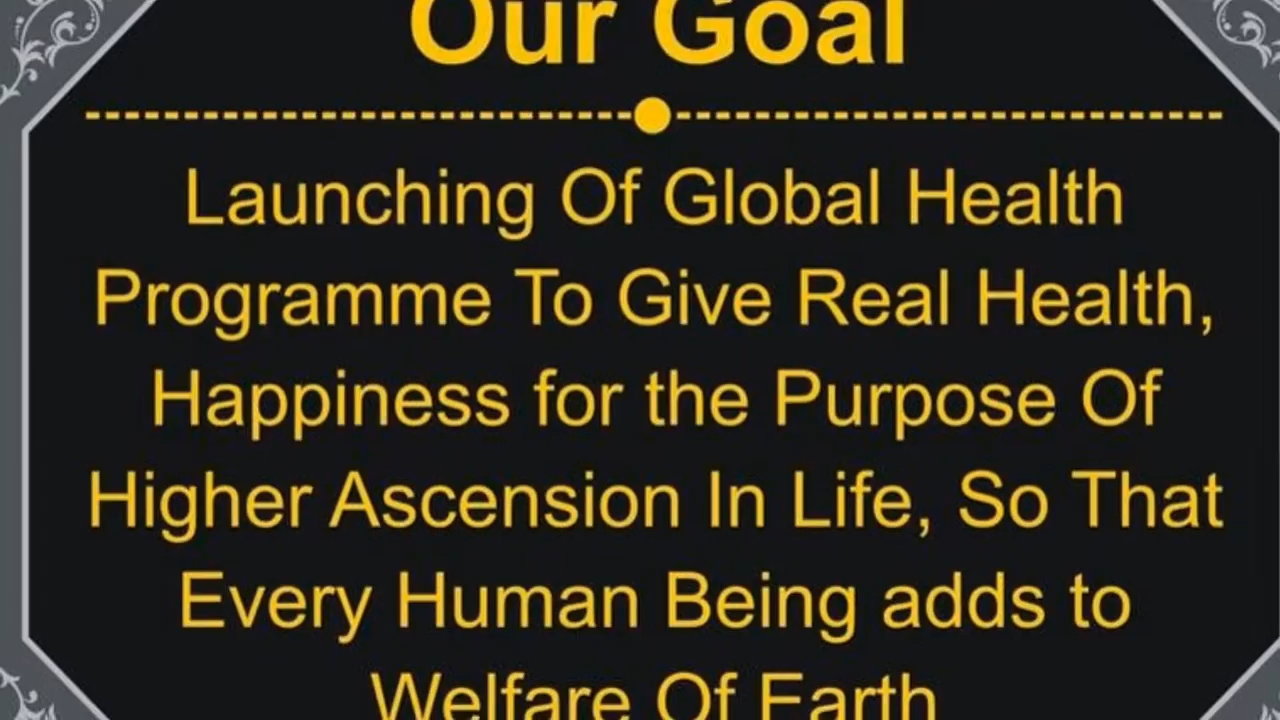 Our Goal
Launching Of Global Health
Programme To Give Real Health,
Happiness for the Purpose Of
Higher Ascension In Life, So That
Every Human Being adds to
Welfare Of Earth